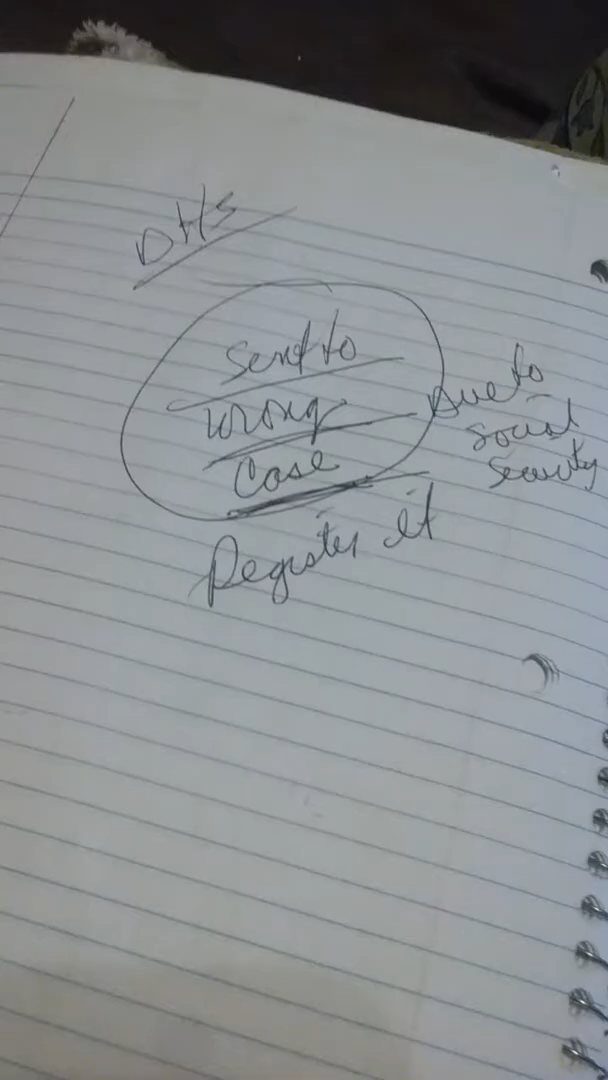 DHS
Sent to
wrong
Case
Due to
Social
Security
Register it